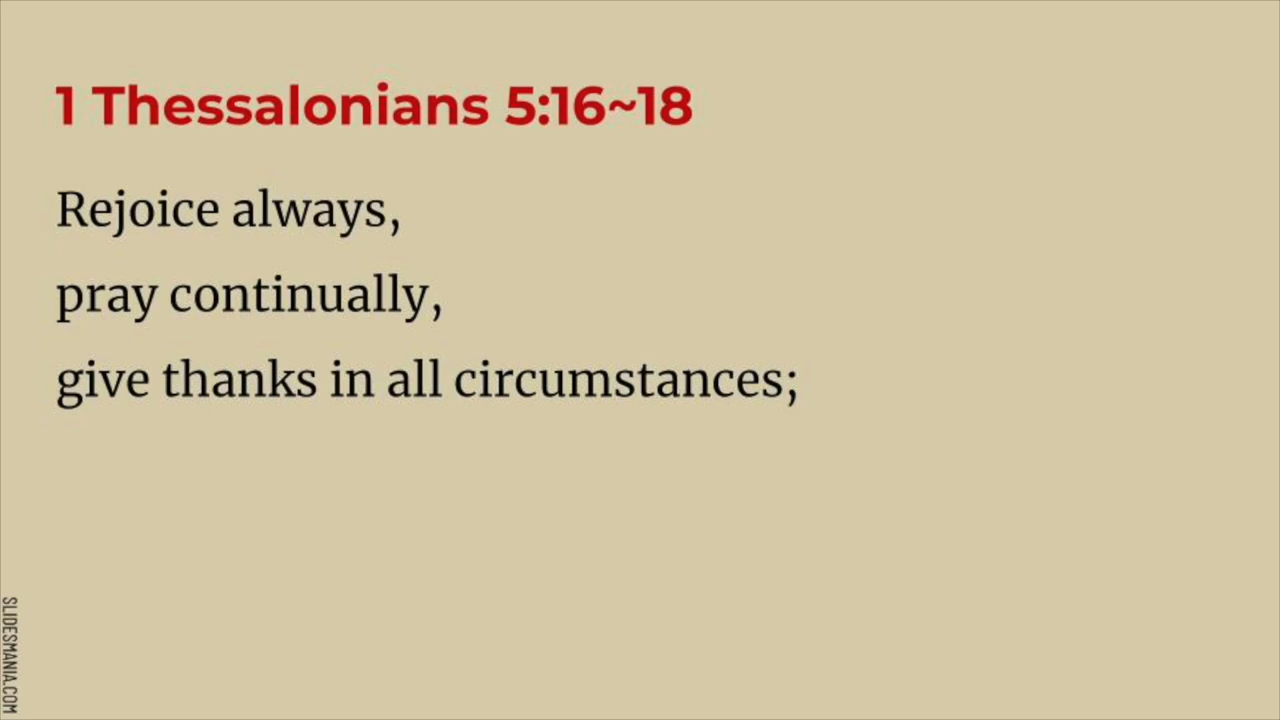 1 Thessalonians 5:16~18
Rejoice always,
pray continually,
give thanks in all circumstances;
SLIDESMANIA.COM